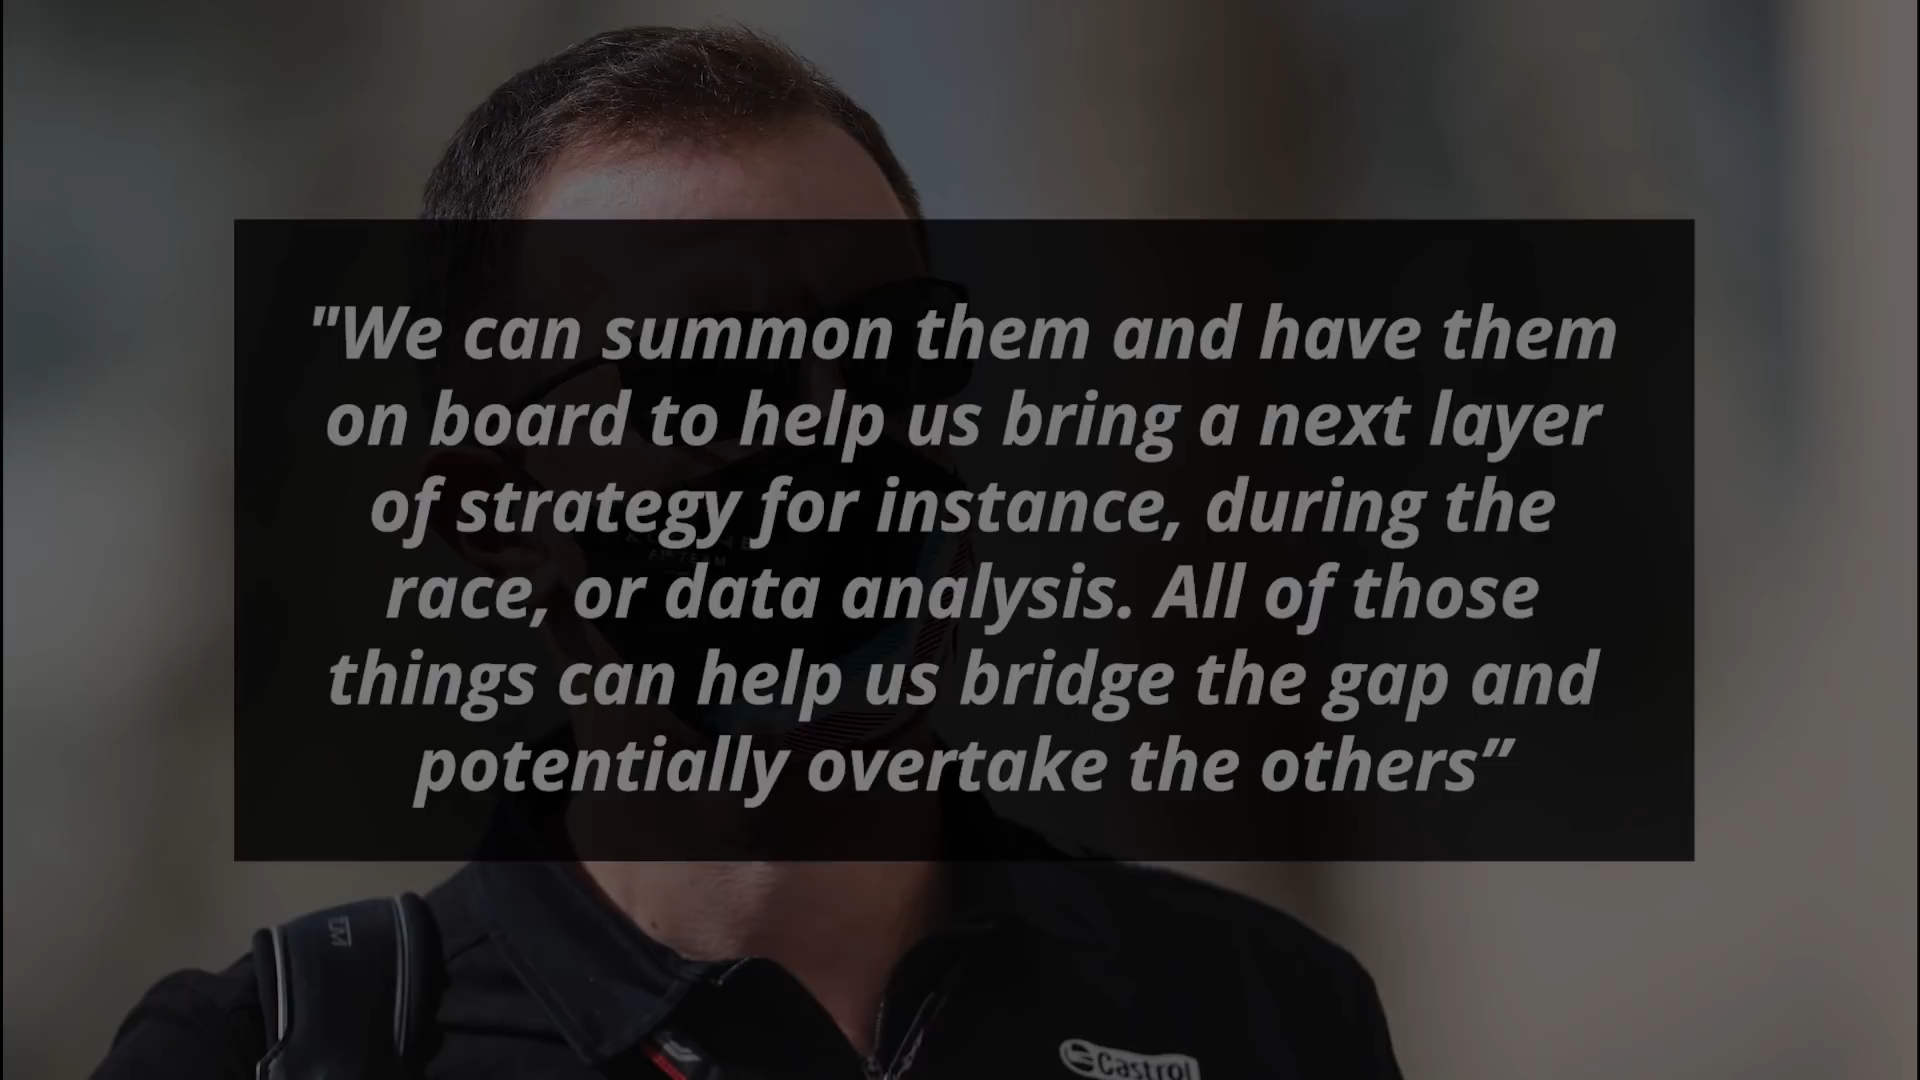 "We can summon them and have them
on board to help us bring a next layer
of strategy for instance, during the
race, or data analysis. All of those
things can help us bridge the gap and
potentially overtake the others”
Castrol